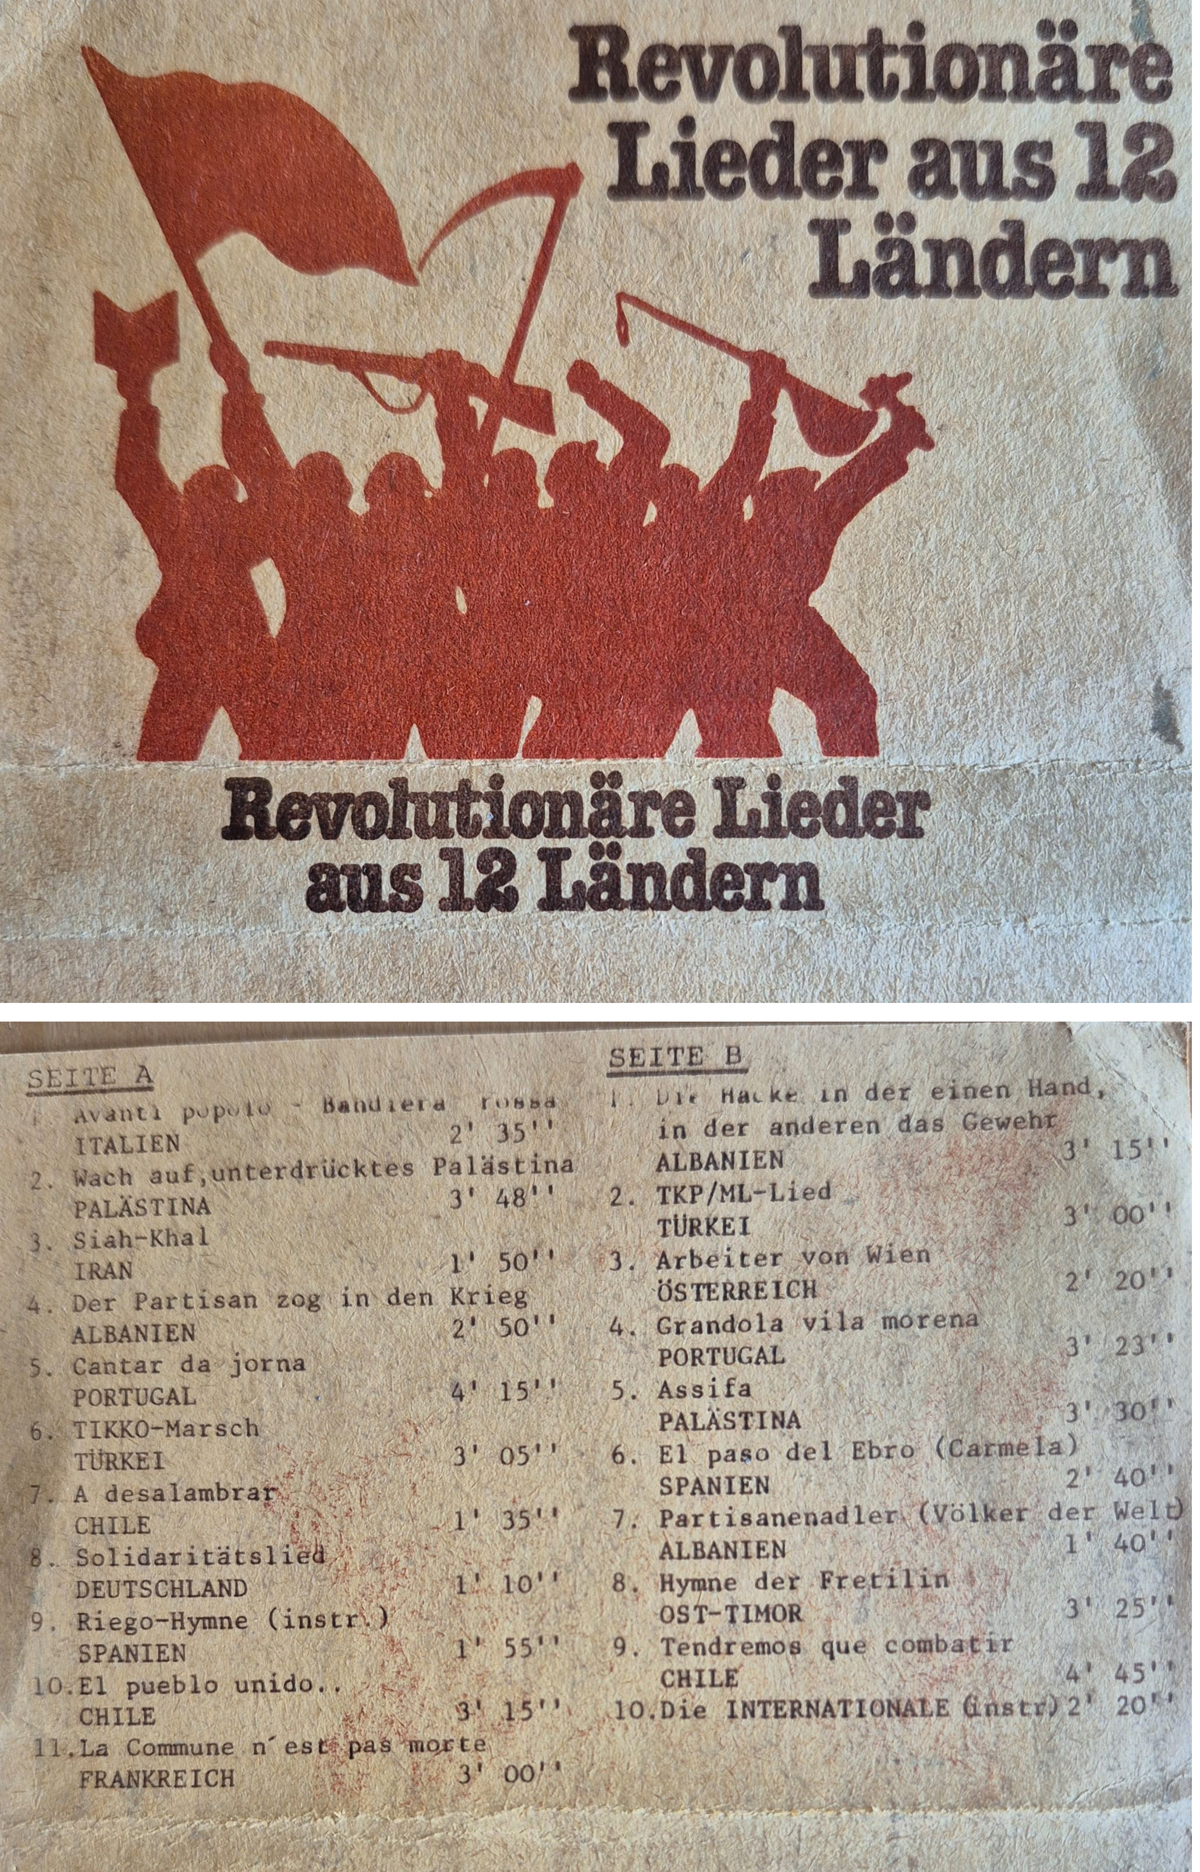 Revolutionäre
Lieder aus 12
Ländern
Revolutionäre Lieder
aus 12 Ländern
SEITE A
1. Avanti popolo - Bandiera rossa
ITALIEN 2' 35''
2. Wach auf,unterdrücktes Palästina
PALÄSTINA 3' 48''
3. Siah-Khal
IRAN 1' 50''
4. Der Partisan zog in den Krieg
ALBANIEN 2' 50''
5. Cantar da jorna
PORTUGAL 4' 15''
6. TIKKO-Marsch
TÜRKEI 3' 05''
7. A desalambrar
CHILE 1' 35''
8. Solidaritätslied
DEUTSCHLAND 1' 10''
9. Riego-Hymne (instr.)
SPANIEN 1' 55''
10.El pueblo unido..
CHILE 3' 15''
11.La Commune n´est pas morte
FRANKREICH 3' 00''
SEITE B
1. Die Hacke in der einen Hand,
in der anderen das Gewehr
ALBANIEN 3' 15''
2. TKP/ML-Lied
TÜRKEI 3' 00''
3. Arbeiter von Wien
ÖSTERREICH 2' 20''
4. Grandola vila morena
PORTUGAL 3' 23''
5. Assifa
PALÄSTINA 3' 30''
6. El paso del Ebro (Carmela)
SPANIEN 2' 40''
7. Partisanenadler (Völker der Welt)
ALBANIEN 1' 40''
8. Hymne der Fretilin
OST-TIMOR 3' 25''
9. Tendremos que combatir
CHILE 4' 45''
10.Die INTERNATIONALE (instr) 2' 20''